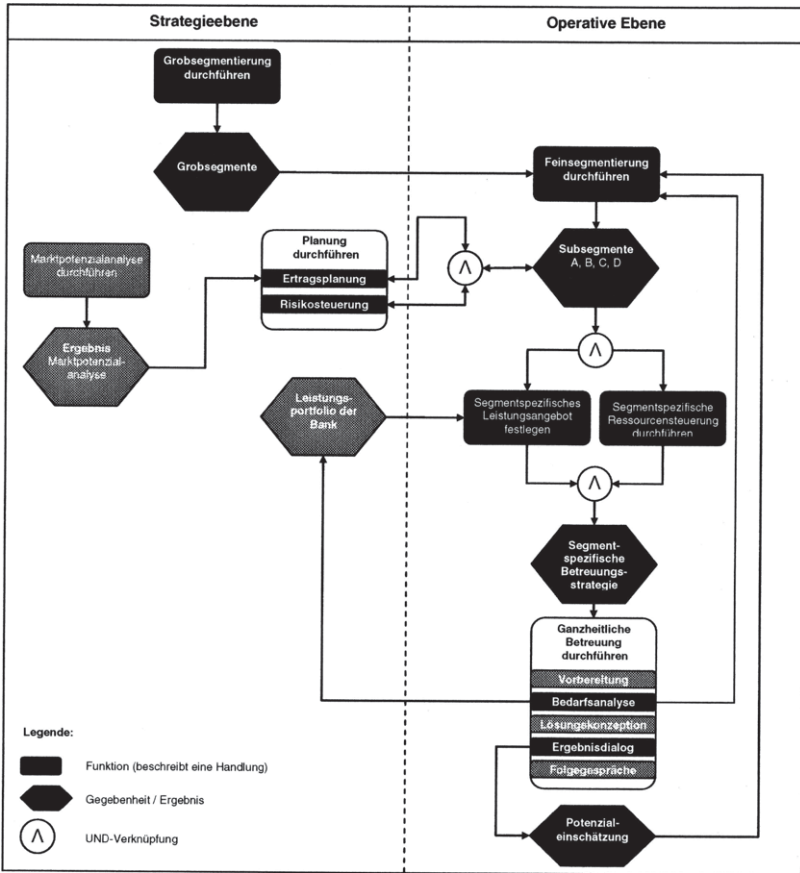 Strategieebene
Operative Ebene
Grobsegmentierung
durchführen
Grobsegmente
Feinsegmentierung
durchführen
Marktpotenzialanalyse
durchführen
Planung
durchführen
Ertragsplanung
Risikosteuerung
Λ
Subsegmente
A, B, C, D
Ergebnis
Marktpotenzial-
analyse
Λ
Leistungs-
portfolio der
Bank
Segmentspezifisches
Leistungsangebot
festlegen
Segmentspezifische
Ressourcensteuerung
durchführen
Λ
Segment-
spezifische
Betreuungs-
strategie
Ganzheitliche
Betreuung
durchführen
Vorbereitung
Bedarfsanalyse
Lösungskonzeption
Ergebnisdialog
Folgegespräche
Potenzial-
einschätzung
Legende:
Funktion (beschreibt eine Handlung)
Gegebenheit / Ergebnis
Λ
UND-Verknüpfung